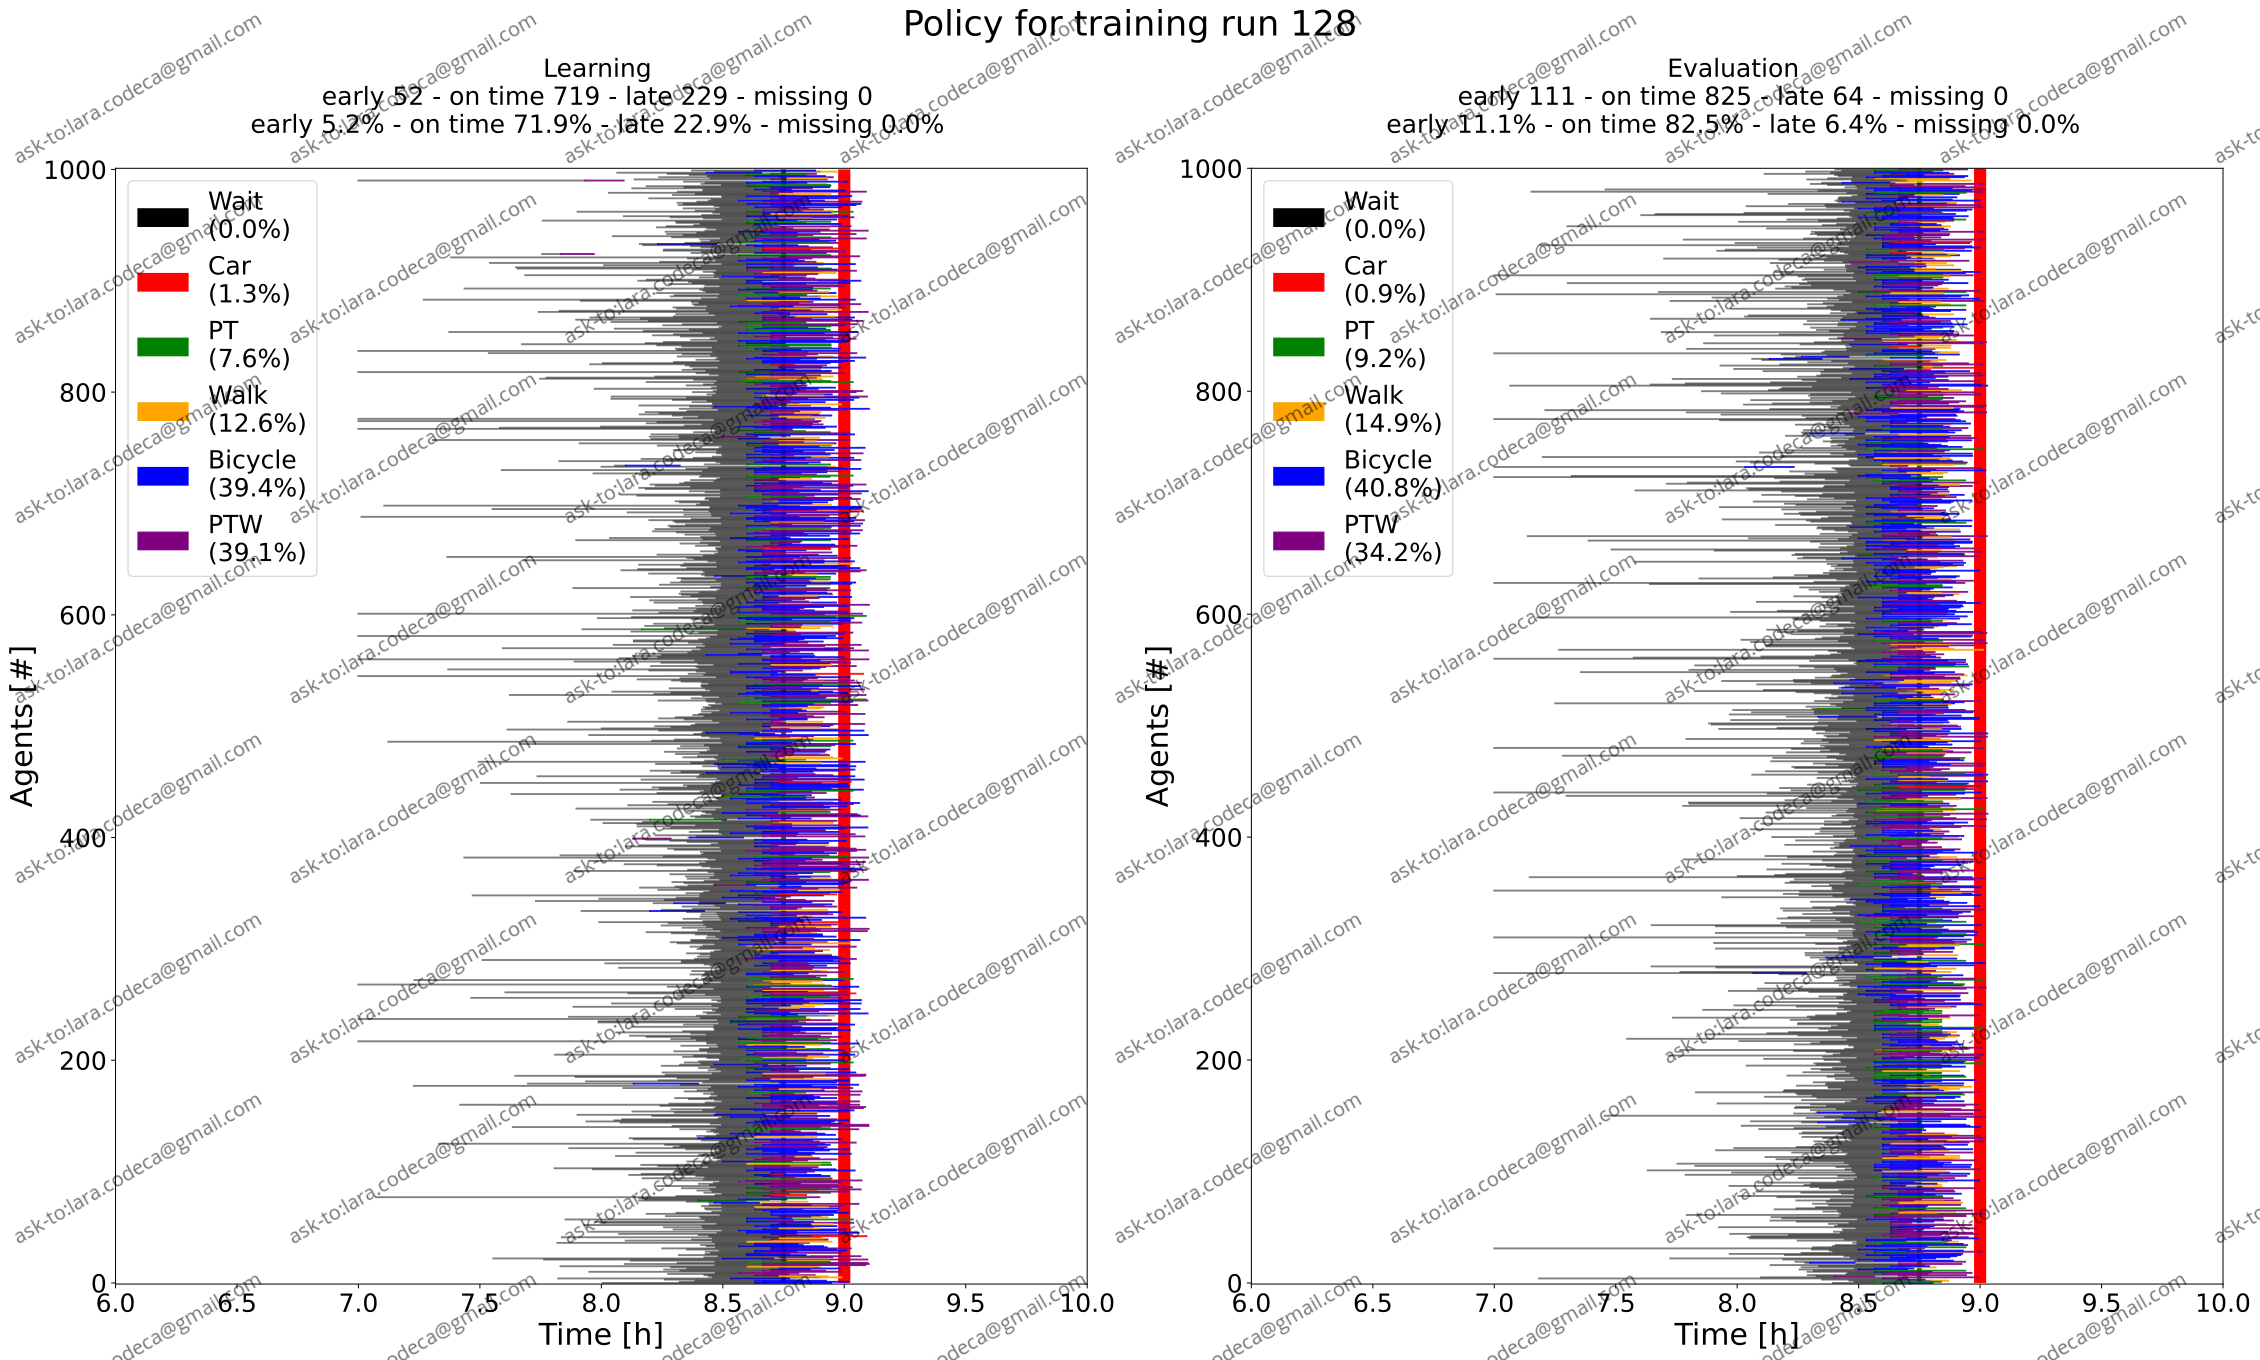 Policy for training run 128
Learning
early 52 - on time 719 - late 229 - missing 0
early 5.2% - on time 71.9% - late 22.9% - missing 0.0%
1000
800
600
400
200
0
Agents [#]
Wait
(0.0%)
Car
(1.3%)
PT
(7.6%)
Walk
(12.6%)
Bicycle
(39.4%)
PTW
(39.1%)
6.0 6.5 7.0 7.5 8.0 8.5 9.0 9.5 10.0
Time [h]
Evaluation
early 111 - on time 825 - late 64 - missing 0
early 11.1% - on time 82.5% - late 6.4% - missing 0.0%
1000
800
600
400
200
0
Agents [#]
Wait
(0.0%)
Car
(0.9%)
PT
(9.2%)
Walk
(14.9%)
Bicycle
(40.8%)
PTW
(34.2%)
6.0 6.5 7.0 7.5 8.0 8.5 9.0 9.5 10.0
Time [h]
ask-to:lara.codeca@gmail.com